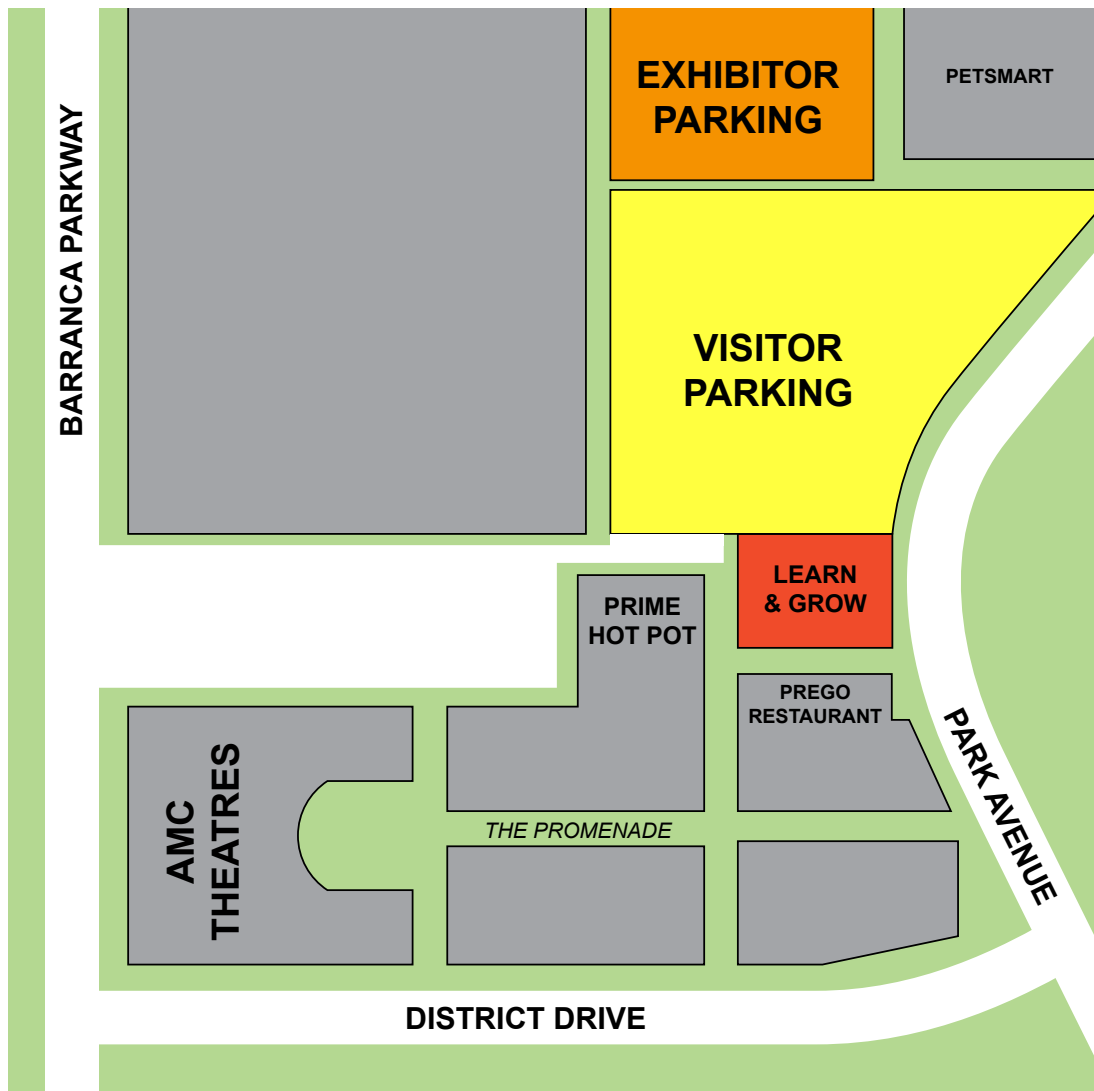 EXHIBITOR
PARKING
PETSMART
BARRANCA PARKWAY
VISITOR
PARKING
LEARN
& GROW
PRIME
HOT POT
PREGO
RESTAURANT
PARK AVENUE
AMC
THEATRES
THE PROMENADE
DISTRICT DRIVE